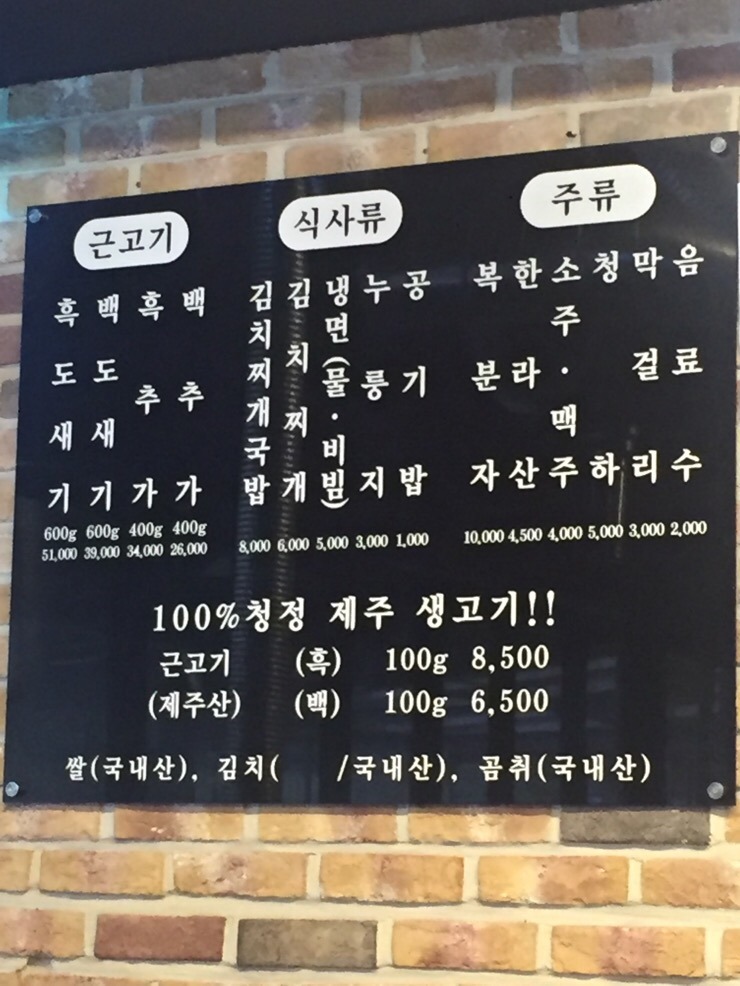 근고기
흑도새기 600g 51,000
백도새기 600g 39,000
흑추가 400g 34,000
백추가 400g 26,000
식사류
김치찌개국밥 8,000
김치찌개 6,000
냉면(물·비빔) 5,000
누룽지 3,000
공기밥 1,000
주류
복분자 10,000
한라산 4,500
소주·맥주 4,000
청하 5,000
막걸리 3,000
음료수 2,000
100%청정 제주 생고기!!
근고기 (흑) 100g 8,500
(제주산) (백) 100g 6,500
쌀(국내산), 김치( /국내산), 곰취(국내산)